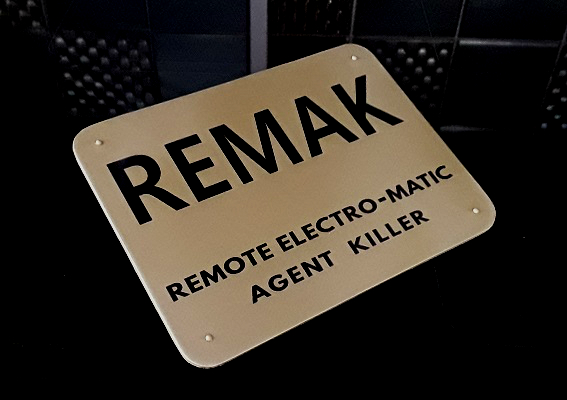 REMAK
REMOTE ELECTRO-MATIC
AGENT KILLER